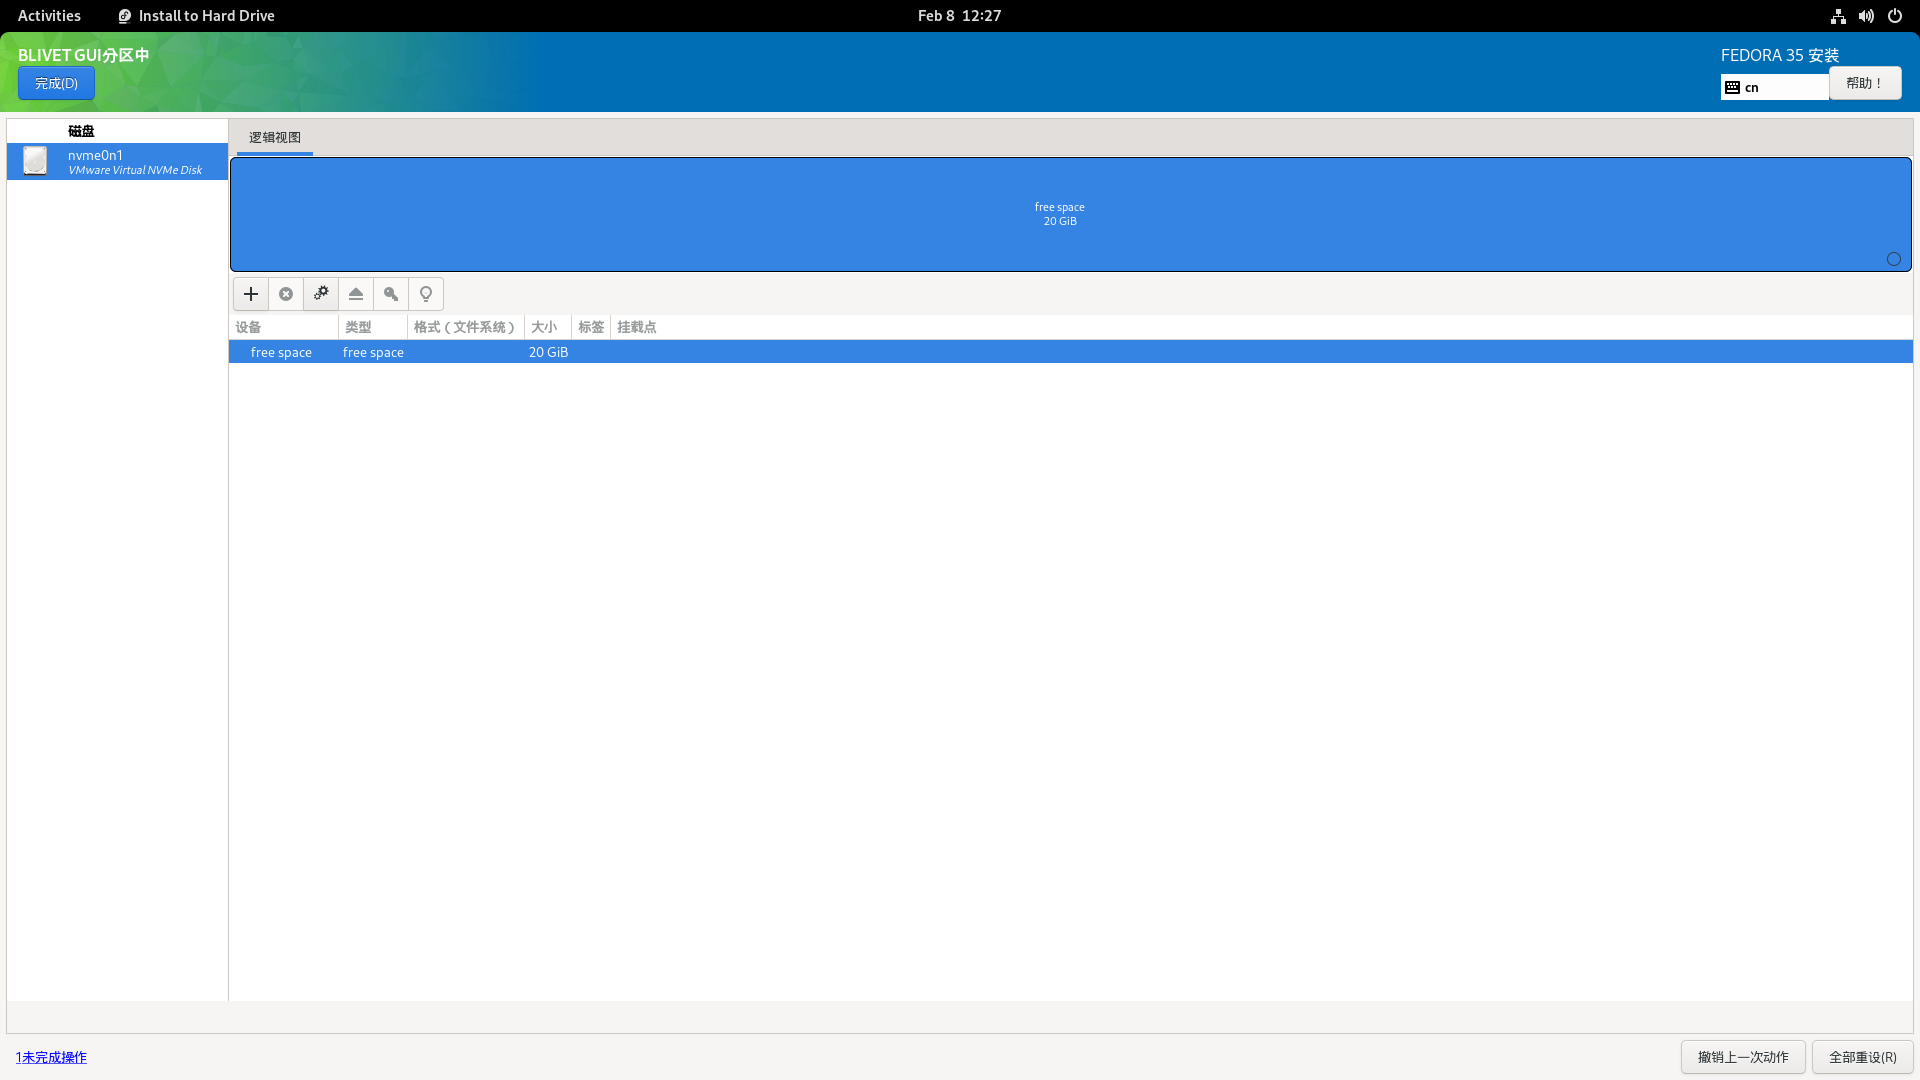 Activities
Install to Hard Drive
Feb 8 12:27
BLIVET GUI分区中
完成(D)
FEDORA 35 安装
cn
帮助！
磁盘
nvme0n1
VMware Virtual NVMe Disk
逻辑视图
free space
20 GiB
设备 类型 格式（文件系统） 大小 标签 挂载点
free space free space 20 GiB
1未完成操作
撤销上一次动作
全部重设(R)